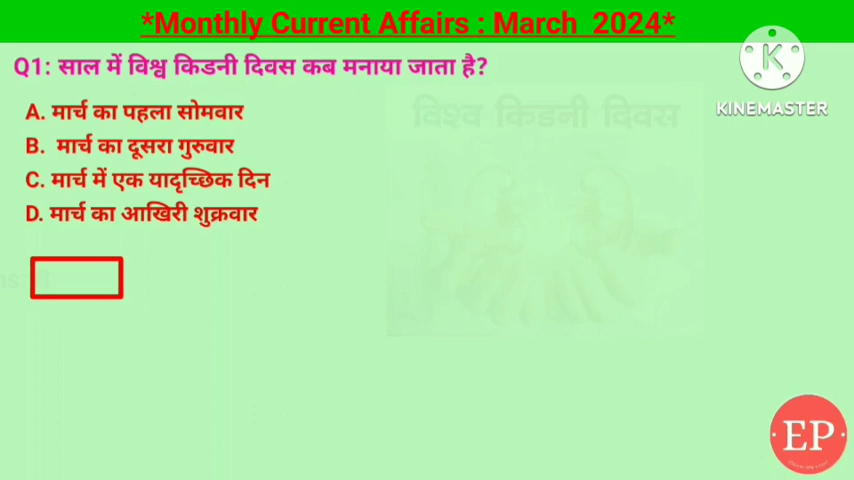 *Monthly Current Affairs : March 2024*
Q1: साल में विश्व किडनी दिवस कब मनाया जाता है?
A. मार्च का पहला सोमवार
B. मार्च का दूसरा गुरुवार
C. मार्च में एक यादृच्छिक दिन
D. मार्च का आखिरी शुक्रवार
विश्व किडनी दिवस
K
KINEMASTER
·EP·